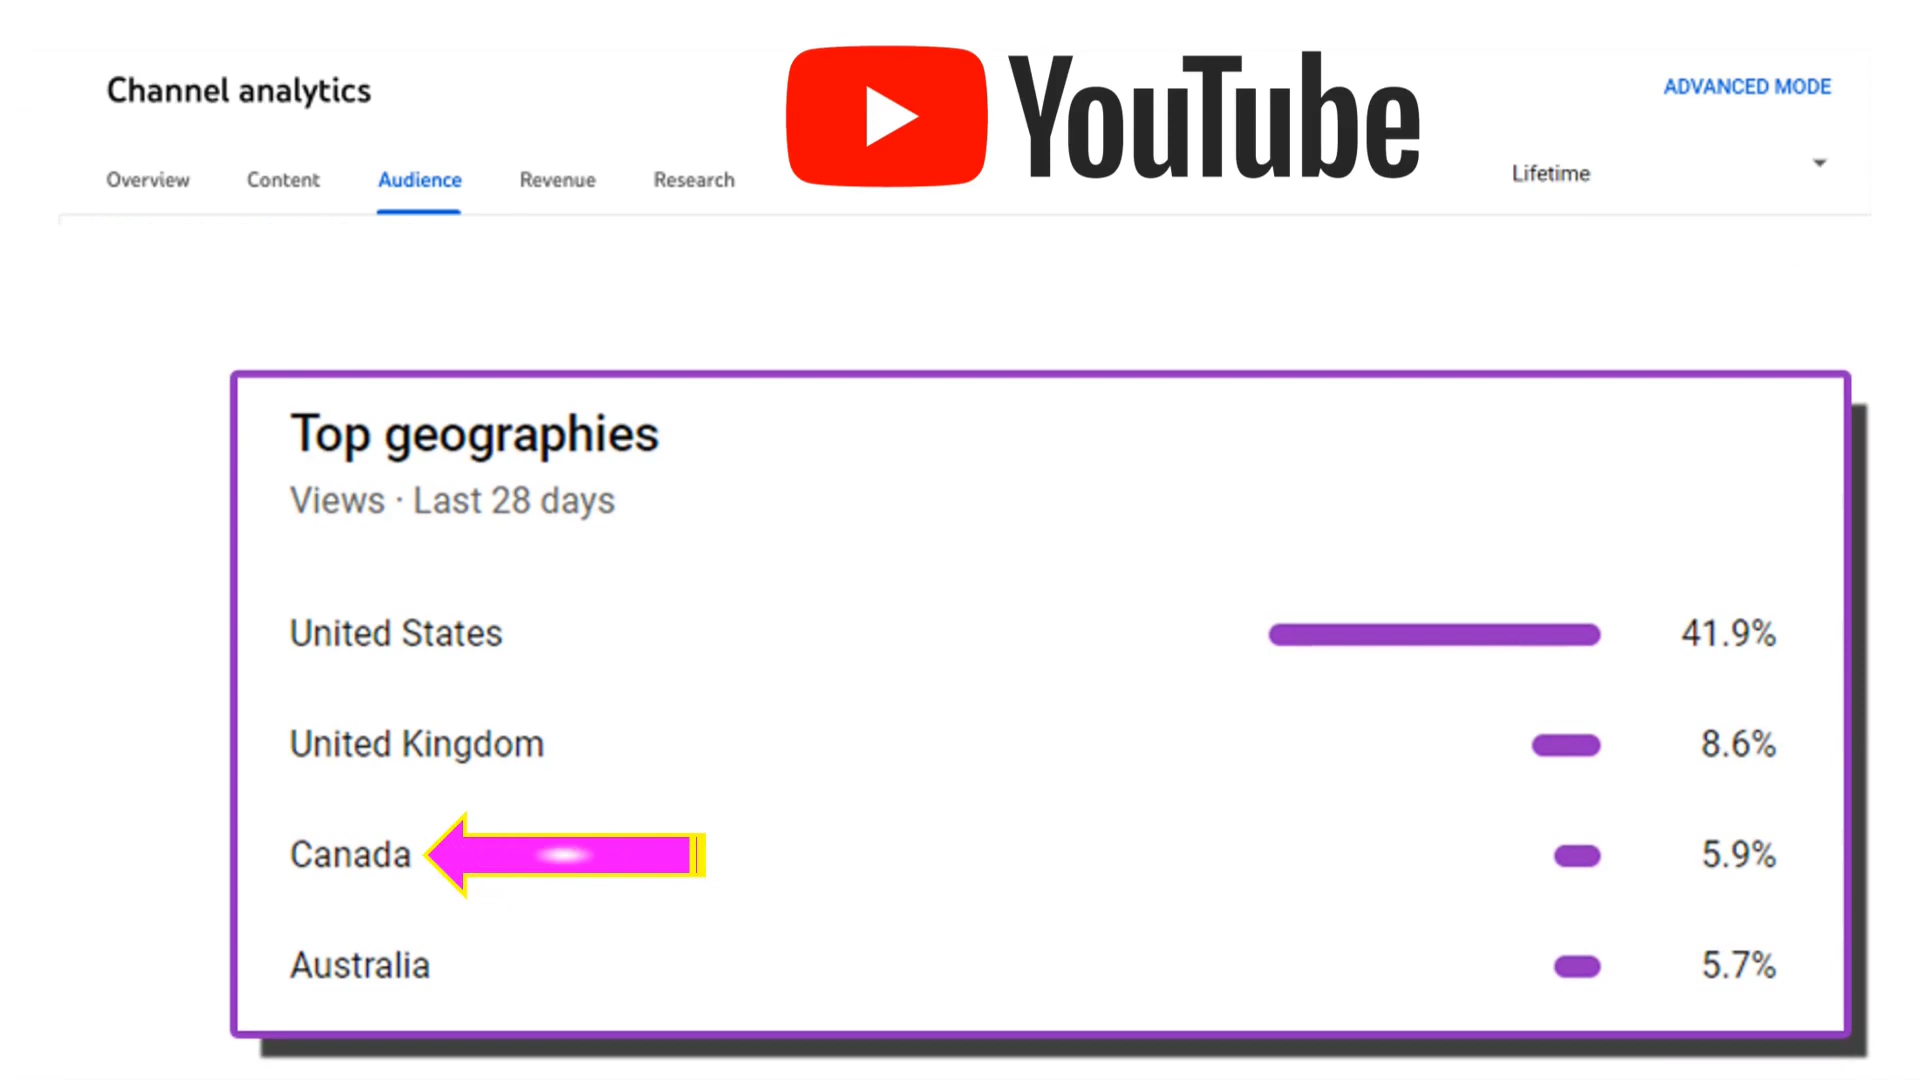 Channel analytics
YouTube
ADVANCED MODE
Overview Content Audience Revenue Research
Lifetime
Top geographies
Views · Last 28 days
United States 41.9%
United Kingdom 8.6%
Canada 5.9%
Australia 5.7%